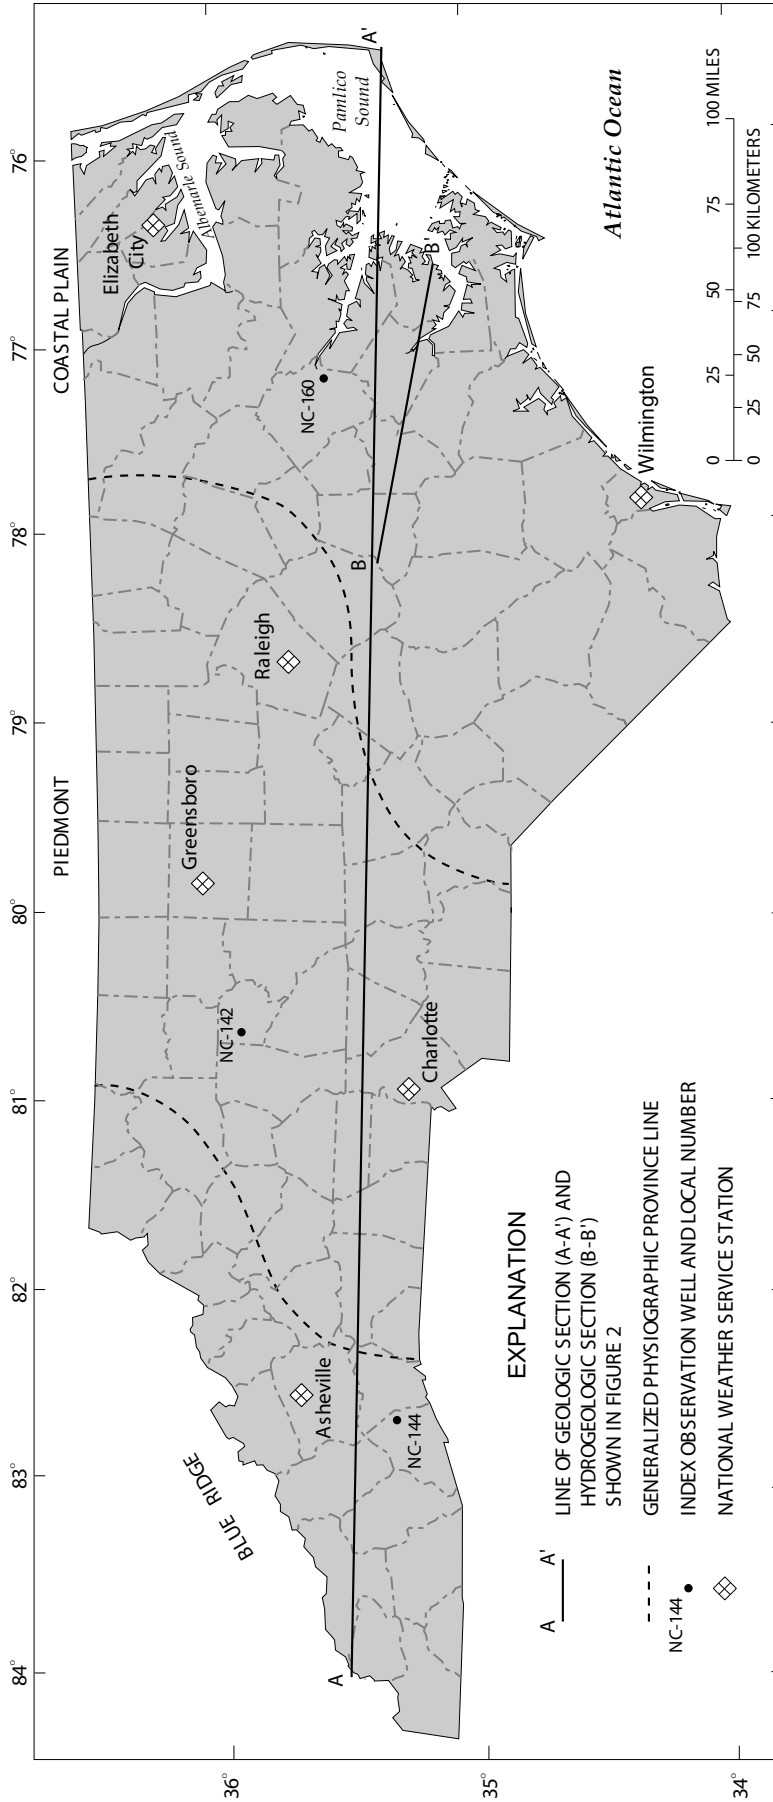 84°
83°
82°
81°
80°
79°
78°
77°
76°
36°
35°
34°
BLUE RIDGE
PIEDMONT
COASTAL PLAIN
Asheville
NC-144
NC-142
Greensboro
Charlotte
Raleigh
NC-160
Elizabeth
City
Albemarle Sound
Pamlico
Sound
Wilmington
Atlantic Ocean
A
A'
B
B'
EXPLANATION
A A'
LINE OF GEOLOGIC SECTION (A-A') AND
HYDROGEOLOGIC SECTION (B-B')
SHOWN IN FIGURE 2
GENERALIZED PHYSIOGRAPHIC PROVINCE LINE
NC-144
INDEX OBSERVATION WELL AND LOCAL NUMBER
NATIONAL WEATHER SERVICE STATION
0 25 50 75 100 MILES
0 25 50 75 100 KILOMETERS